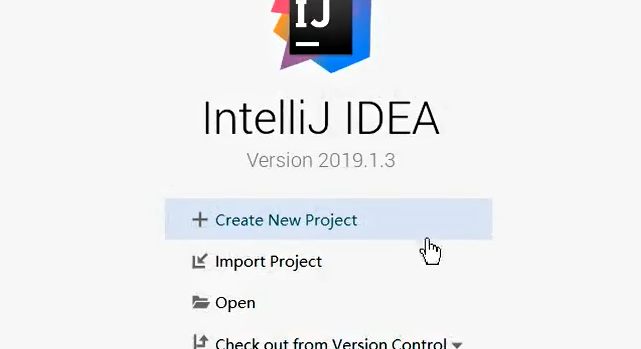 IJ
IntelliJ IDEA
Version 2019.1.3
Create New Project
Import Project
Open
Check out from Version Control